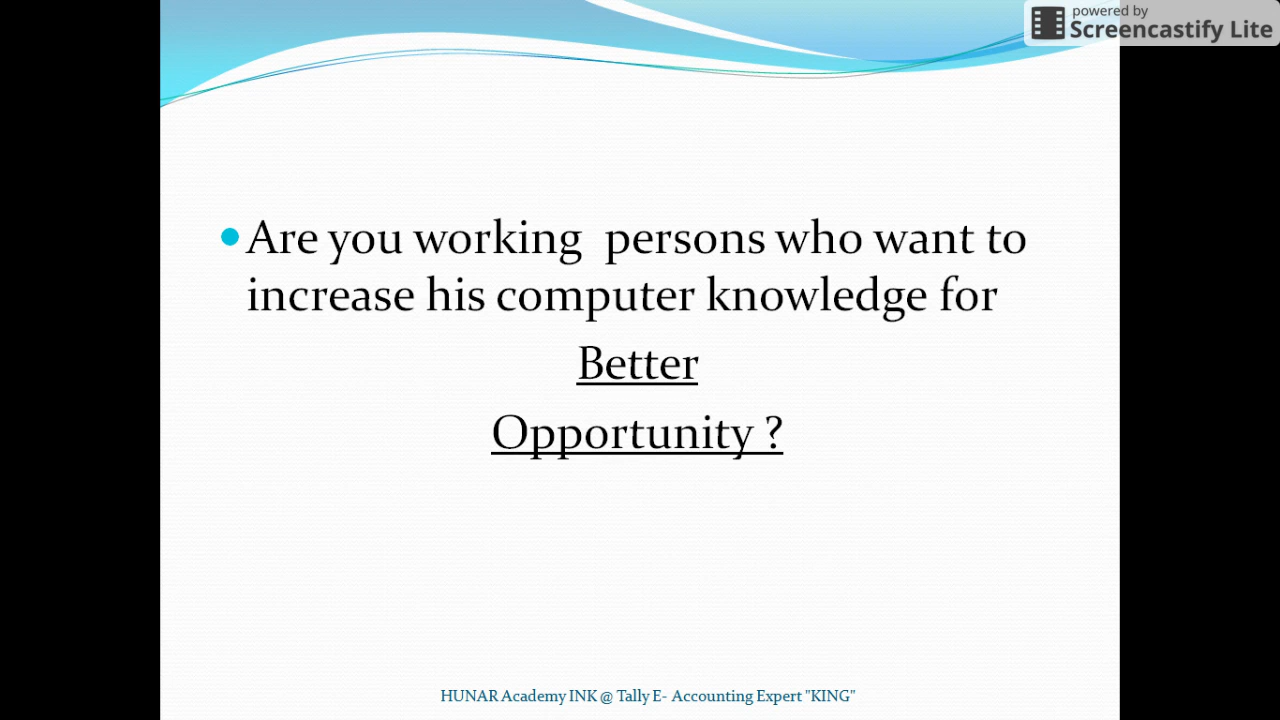 powered by
Screencastify Lite
Are you working  persons who want to
increase his computer knowledge for
Better
Opportunity ?
HUNAR Academy INK @ Tally E- Accounting Expert "KING"